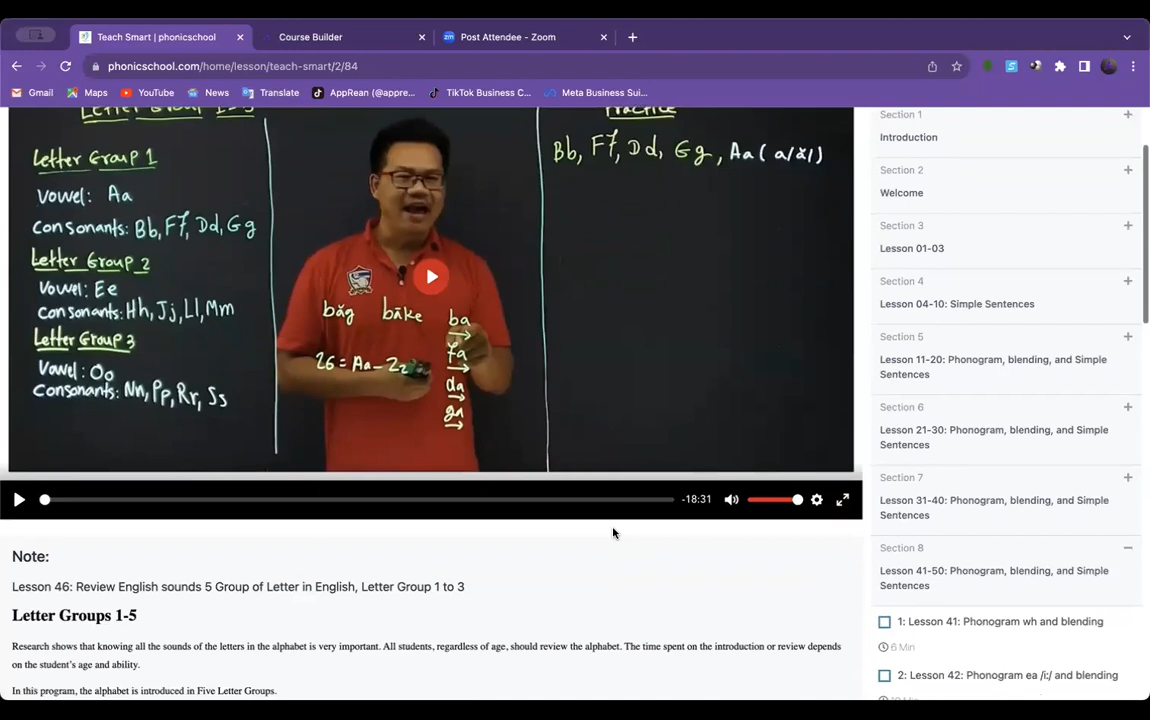 Teach Smart | phonicschool
Course Builder
Post Attendee - Zoom
phonicschool.com/home/lesson/teach-smart/2/84
Gmail
Maps
YouTube
News
Translate
AppRean (@appre...
TikTok Business C...
Meta Business Sui...
Letter Group 1-3
Letter Group 1
Vowel: Aa
Consonants: Bb, Ff, Dd, Gg
Letter Group 2
Vowel: Ee
Consonants: Hh, Jj, Ll, Mm
Letter Group 3
Vowel: Oo
Consonants: Nn, Pp, Rr, Ss
băg
bāke
26 = Aa - Zz
ba
fa
da
ga
Practice
Bb, Ff, Dd, Gg, Aa (a/æ/)
-18:31
Note:
Lesson 46: Review English sounds 5 Group of Letter in English, Letter Group 1 to 3
Letter Groups 1-5
Research shows that knowing all the sounds of the letters in the alphabet is very important. All students, regardless of age, should review the alphabet. The time spent on the introduction or review depends
on the student's age and ability.
In this program, the alphabet is introduced in Five Letter Groups.
Section 1
Introduction
Section 2
Welcome
Section 3
Lesson 01-03
Section 4
Lesson 04-10: Simple Sentences
Section 5
Lesson 11-20: Phonogram, blending, and Simple
Sentences
Section 6
Lesson 21-30: Phonogram, blending, and Simple
Sentences
Section 7
Lesson 31-40: Phonogram, blending, and Simple
Sentences
Section 8
Lesson 41-50: Phonogram, blending, and Simple
Sentences
1: Lesson 41: Phonogram wh and blending
6 Min
2: Lesson 42: Phonogram ea /i:/ and blending